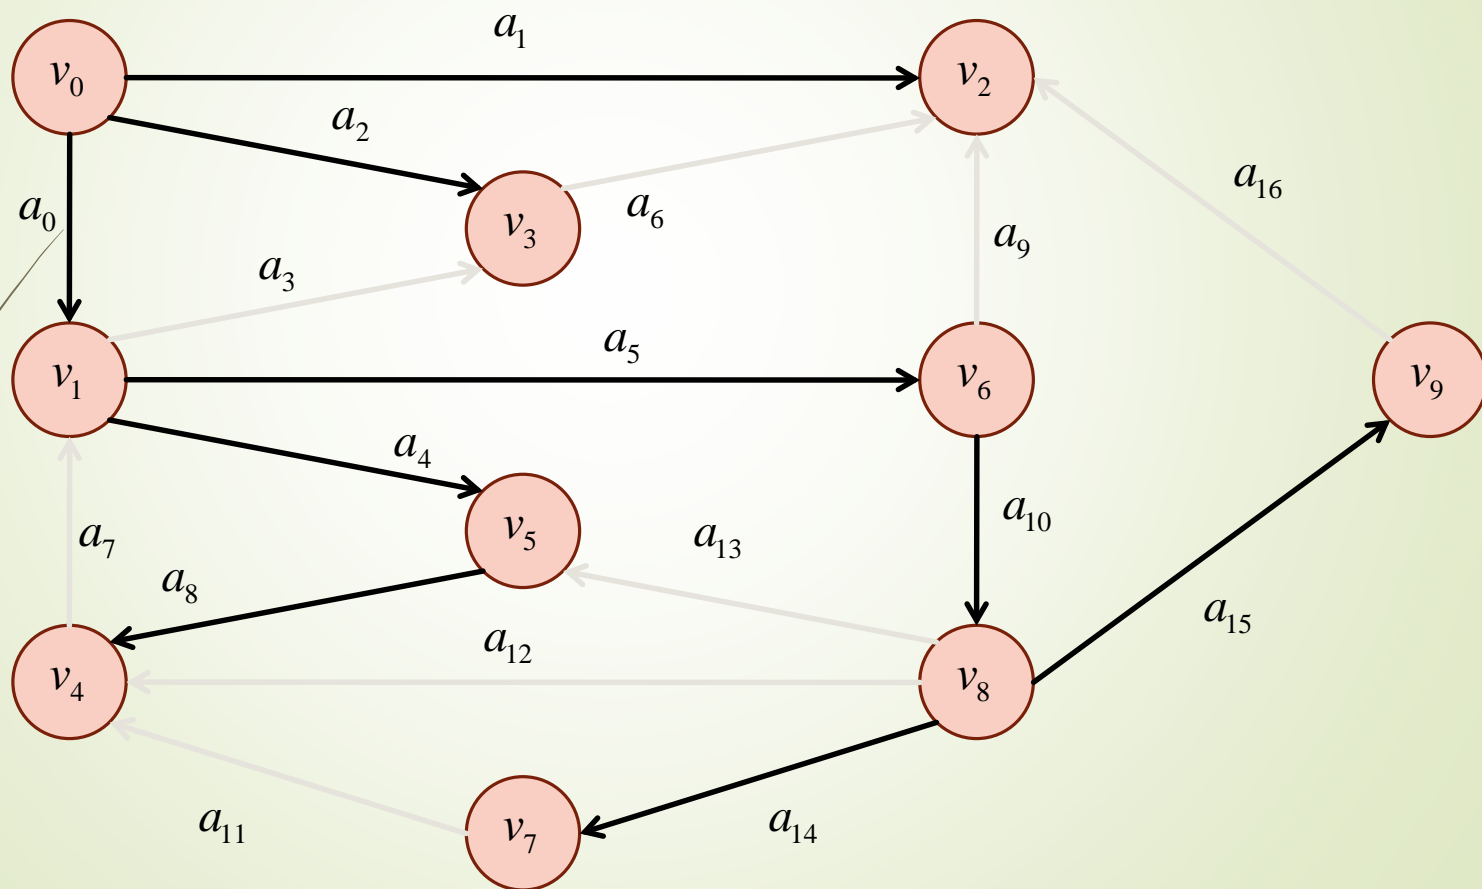 a₁
v₀
v₂
a₂
a₁₆
a₀
a₆
v₃
a₉
a₃
a₅
v₁
v₆
v₉
a₄
a₁₀
v₅
a₇
a₁₃
a₈
a₁₅
a₁₂
v₄
v₈
a₁₁
a₁₄
v₇